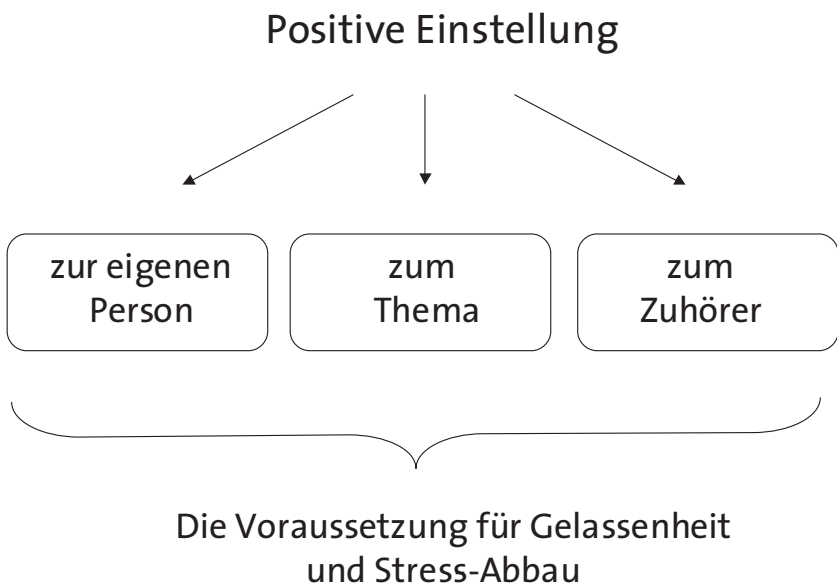 Positive Einstellung
zur eigenen
Person
zum
Thema
zum
Zuhörer
Die Voraussetzung für Gelassenheit
und Stress-Abbau